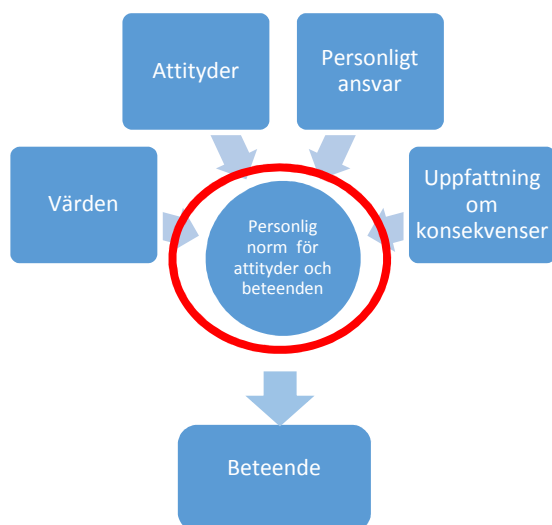 Attityder
Personligt
ansvar
Värden
Uppfattning
om
konsekvenser
Personlig
norm för
attityder och
beteenden
Beteende